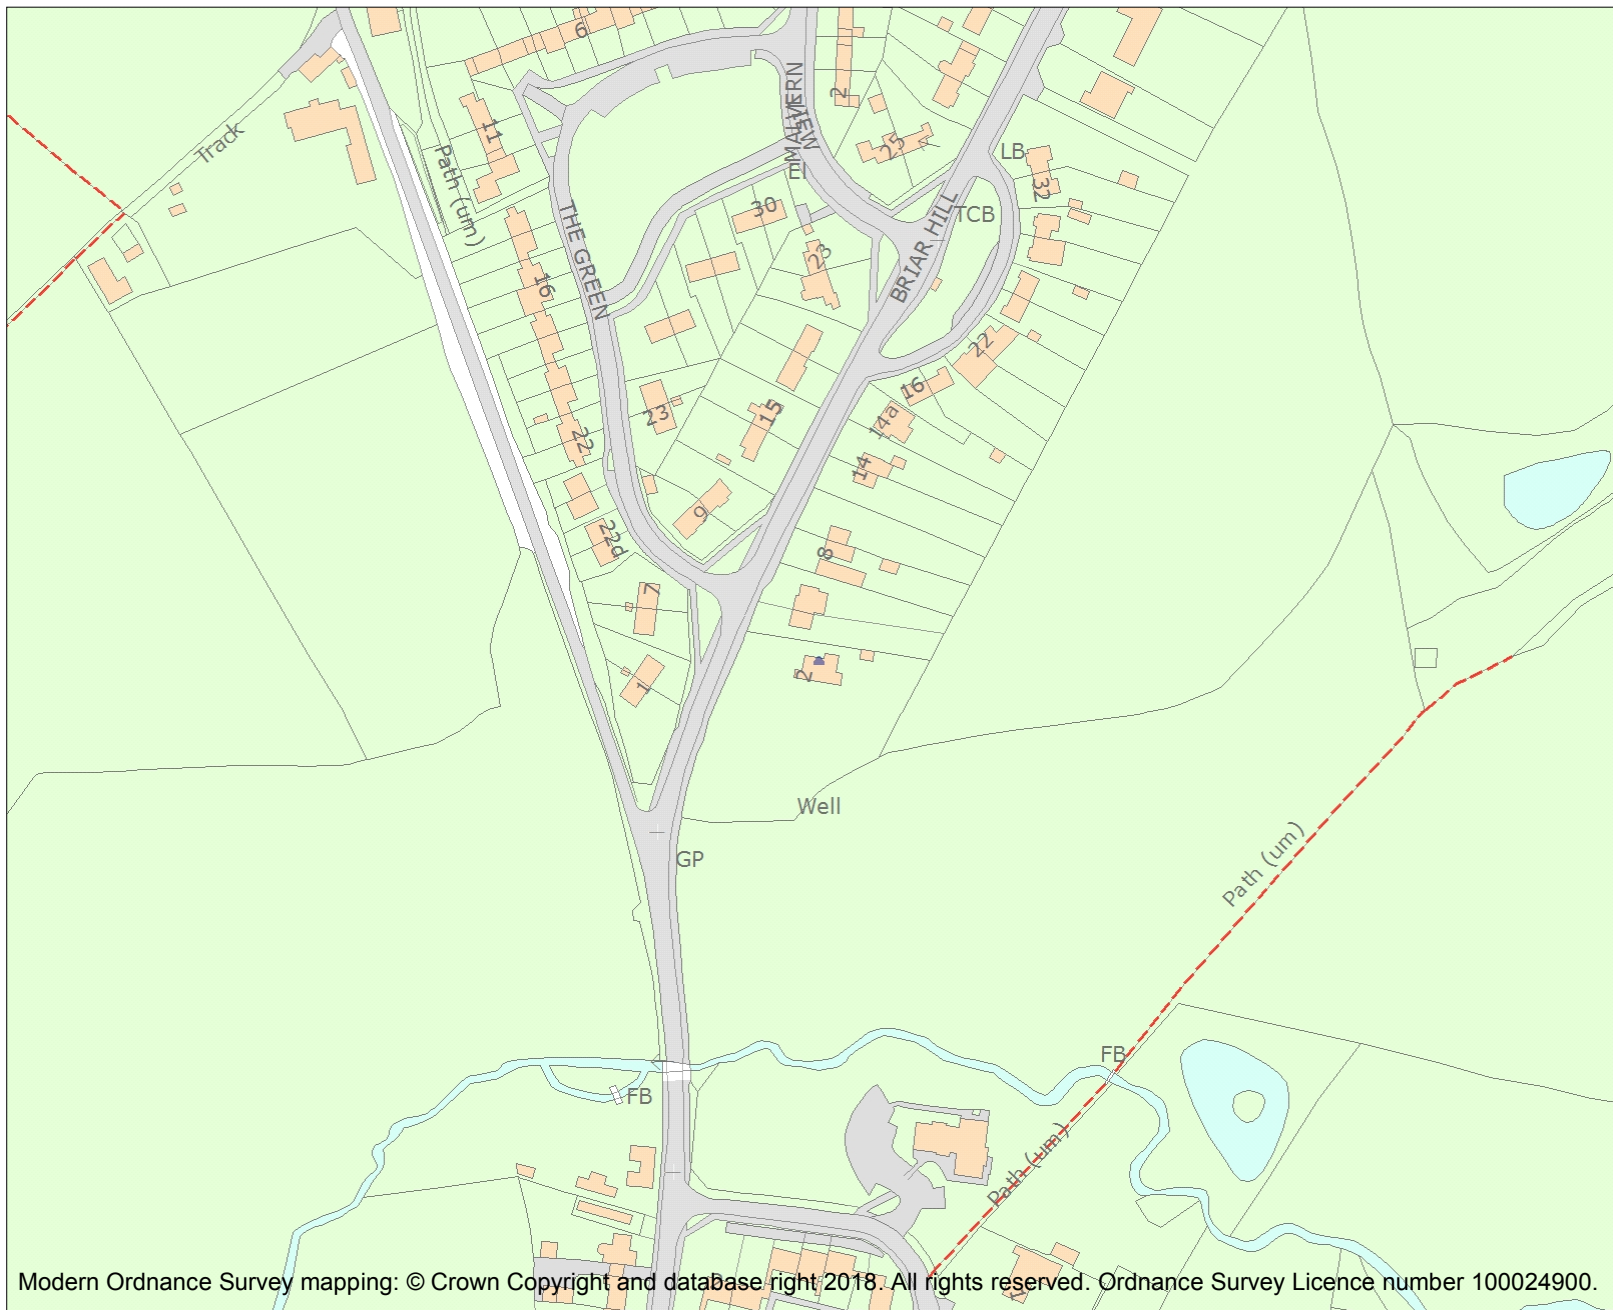 6
MALVERN
VIEW
2
11
Track
Path (um)
25
LB
El
32
30
TCB
THE GREEN
BRIAR HILL
23
16
22
16
23
15
14a
22
14
9
22d
8
7
2
1
Well
GP
Path (um)
FB
FB
Path (um)
Modern Ordnance Survey mapping: © Crown Copyright and database right 2018. All rights reserved. Ordnance Survey Licence number 100024900.